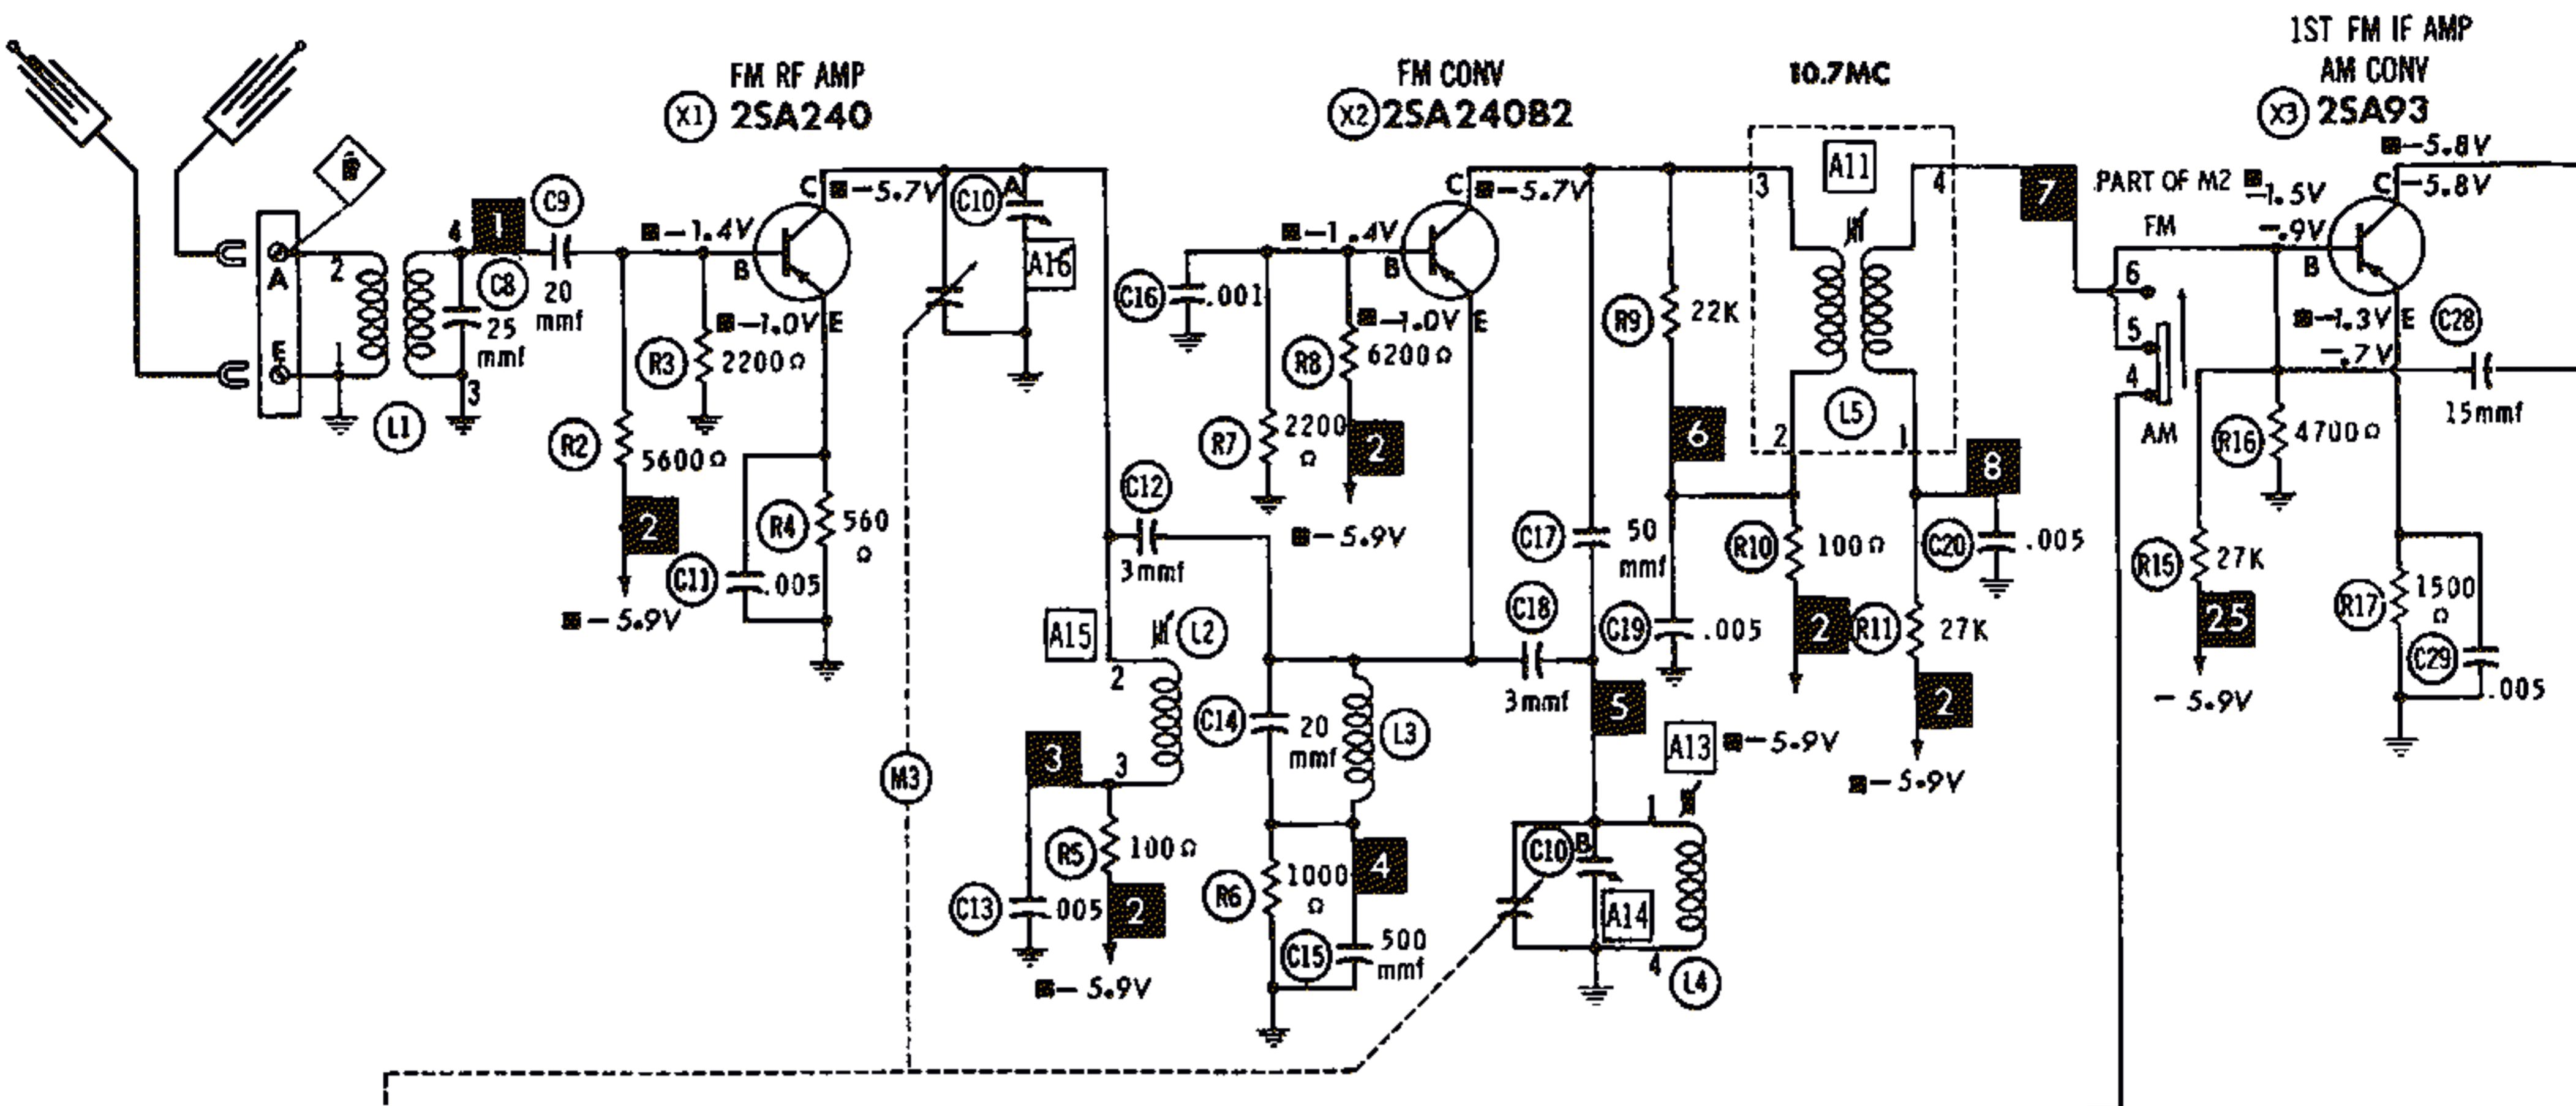 1ST FM IF AMP
AM CONV
X3 2SA93
FM RF AMP
X1 2SA240
FM CONV
X2 2SA240B2
10.7MC
-5.8V
C -5.8V
PART OF M2
-1.5V
-.9V
FM
B
6
5
4
AM
-1.3V E
-.7V
C28
15mmf
R16 4700Ω
R15 27K
25
-5.9V
R17 1500
Ω
C29 .005
A
E
2
1
L1
4
3
1
C8
25
mmf
C9
20
mmf
-1.4V
B
C
-5.7V
-1.0V E
R3 2200Ω
R2 5600Ω
2
-5.9V
R4 560
Ω
C11 .005
C10 A
A16
M3
C12
3mmf
A15
L2
2
3
3
R5 100Ω
C13 .005
2
-5.9V
C16 .001
-1.4V
B
C
-5.7V
-1.0V E
R8 6200Ω
R7 2200
Ω
2
-5.9V
C14 20
mmf
L3
R6 1000
Ω
4
C15 500
mmf
C17 50
mmf
C18
3mmf
5
R9 22K
6
C19 .005
A11
3
4
2
1
L5
7
8
R10 100Ω
2
-5.9V
C20 .005
R11 27K
2
-5.9V
A13
1
C10 B
A14
4
L4